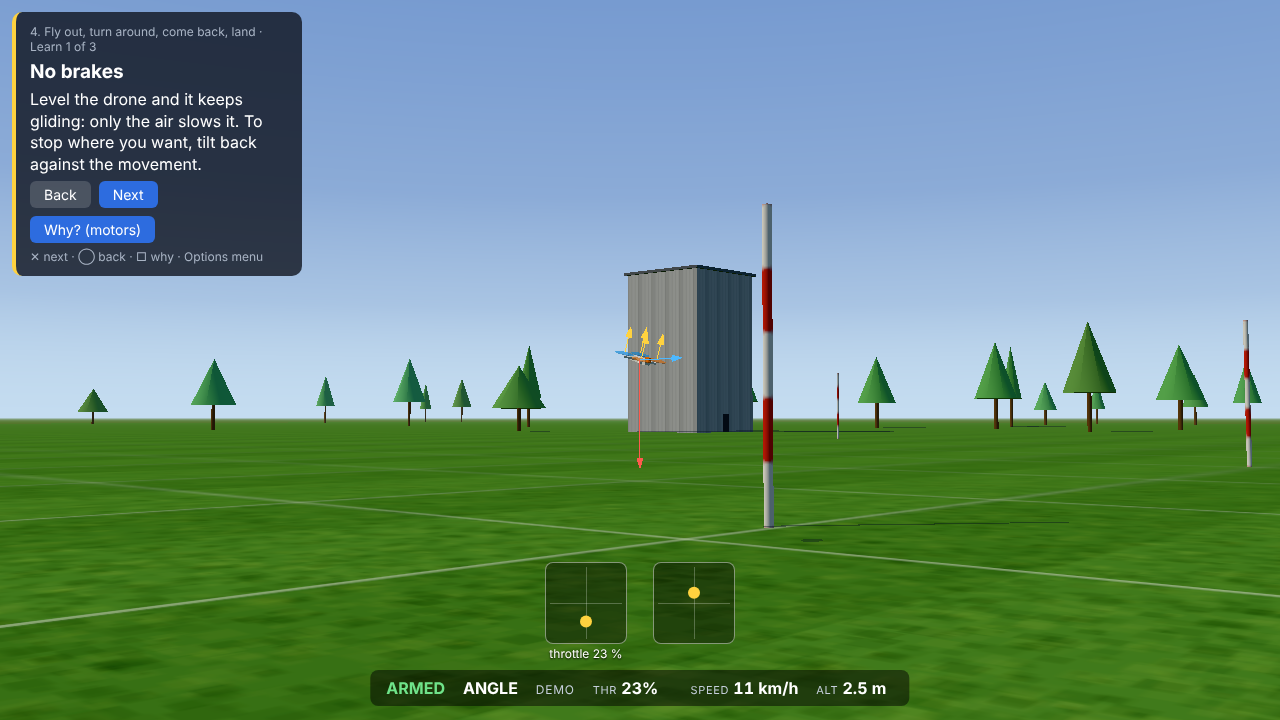 4. Fly out, turn around, come back, land ·
Learn 1 of 3
No brakes
Level the drone and it keeps
gliding: only the air slows it. To
stop where you want, tilt back
against the movement.
Back Next
Why? (motors)
✕ next · ◯ back · □ why · Options menu
throttle 23 %
ARMED ANGLE DEMO THR 23% SPEED 11 km/h ALT 2.5 m